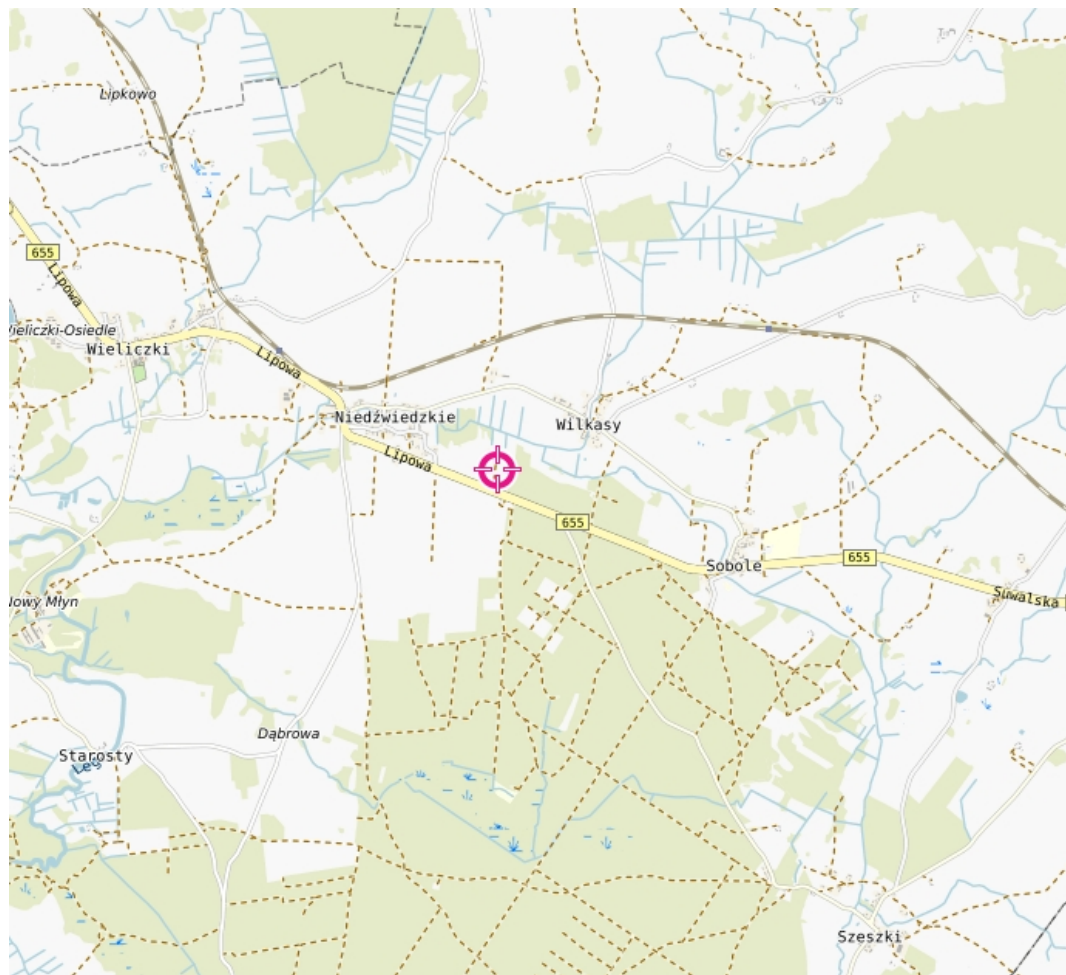 Lipkowo
655
Lipowa
Wieliczki-Osiedle
Wieliczki
Lipowa
Niedźwiedzkie
Wilkasy
Lipowa
655
655
Sobole
Suwalska
Nowy Młyn
Dąbrowa
Starosty
Łeg
Szeszki